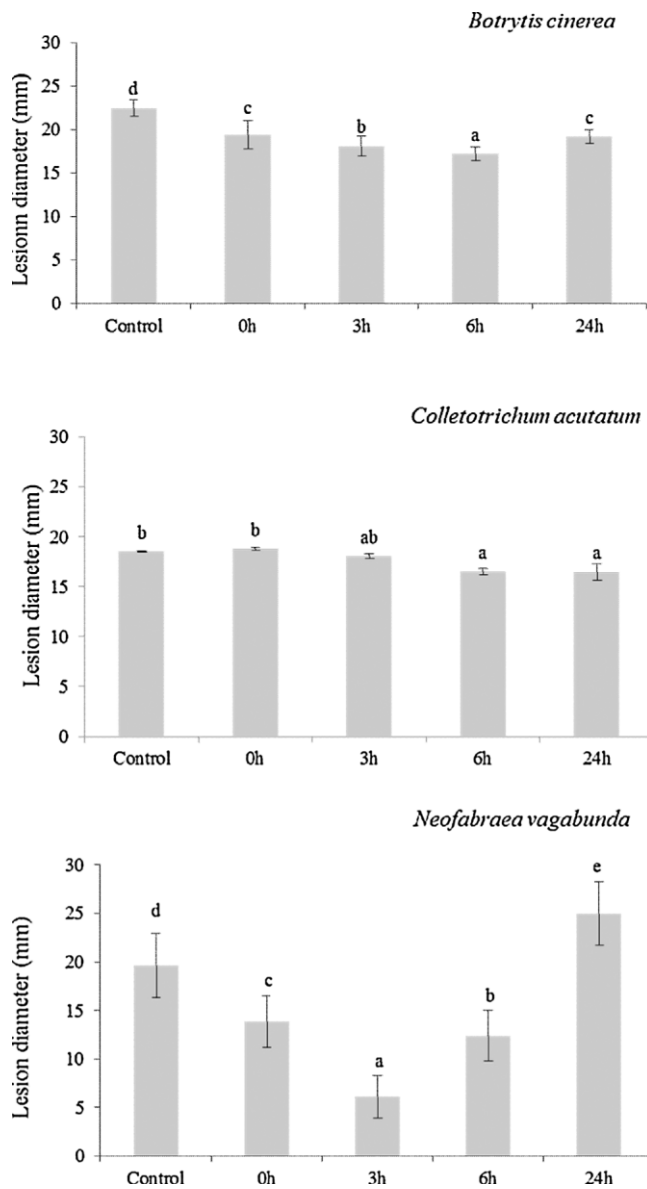 Botrytis cinerea
30
25
20
15
10
5
0
Lesionn diameter (mm)
d
c
b
a
c
Control 0h 3h 6h 24h
Colletotrichum acutatum
30
25
20
15
10
5
0
Lesion diameter (mm)
b
b
ab
a
a
Control 0h 3h 6h 24h
Neofabraea vagabunda
30
25
20
15
10
5
0
Lesion diameter (mm)
d
c
a
b
e
Control 0h 3h 6h 24h